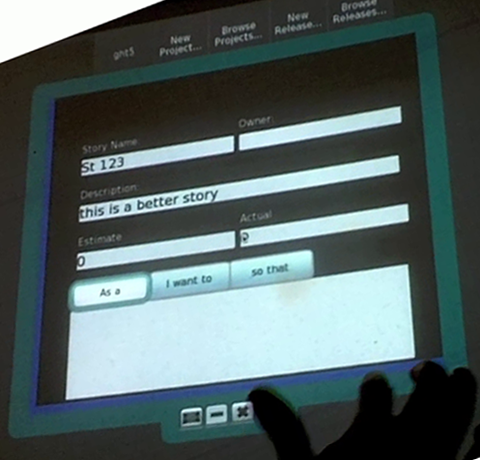 ght5
New Project...
Browse Projects...
New Release...
Browse Releases...
Story Name:
Owner:
St 123
Description:
this is a better story
Estimate
Actual
0
As a
I want to
so that